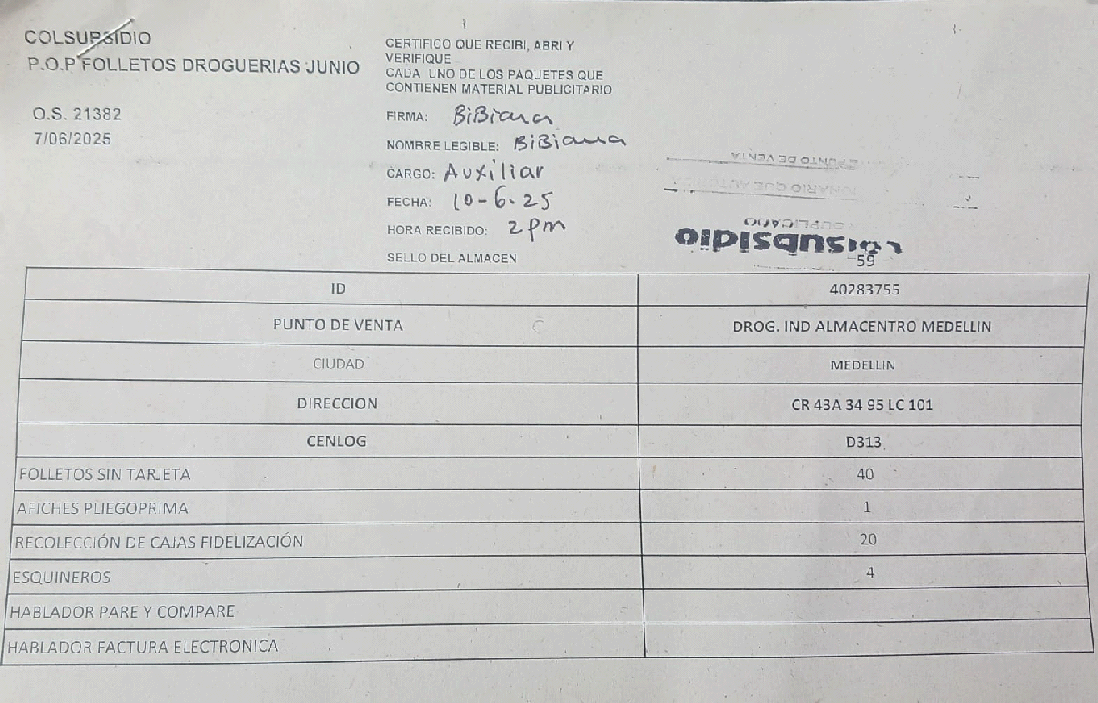 COLSUBSIDIO
P.O.P FOLLETOS DROGUERIAS JUNIO
O.S. 21382
7/06/2025
CERTIFICO QUE RECIBI, ABRI Y
VERIFIQUE
CADA UNO DE LOS PAQUETES QUE
CONTIENEN MATERIAL PUBLICITARIO
FIRMA: BiBiana
NOMBRE LEGIBLE: BiBiana
CARGO: Auxiliar
FECHA: 10-6-25
HORA RECIBIDO: 2pm
SELLO DEL ALMACEN
PUNTO DE VENTA
colsubsidio
59
ID 40283755
PUNTO DE VENTA DROG. IND ALMACENTRO MEDELLIN
CIUDAD MEDELLIN
DIRECCION CR 43A 34 95 LC 101
CENLOG D313
FOLLETOS SIN TARJETA 40
AFICHES PLIEGOPRIMA 1
RECOLECCIÓN DE CAJAS FIDELIZACIÓN 20
ESQUINEROS 4
HABLADOR PARE Y COMPARE
HABLADOR FACTURA ELECTRONICA